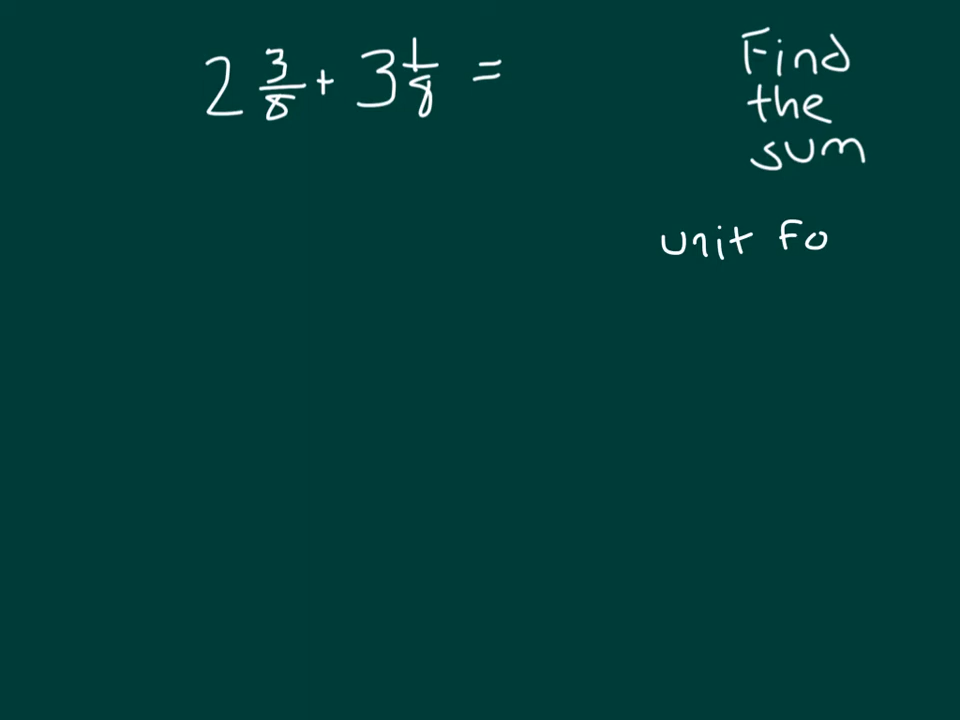 2 3/8 + 3 1/8 =
Find
the
sum
unit Fo